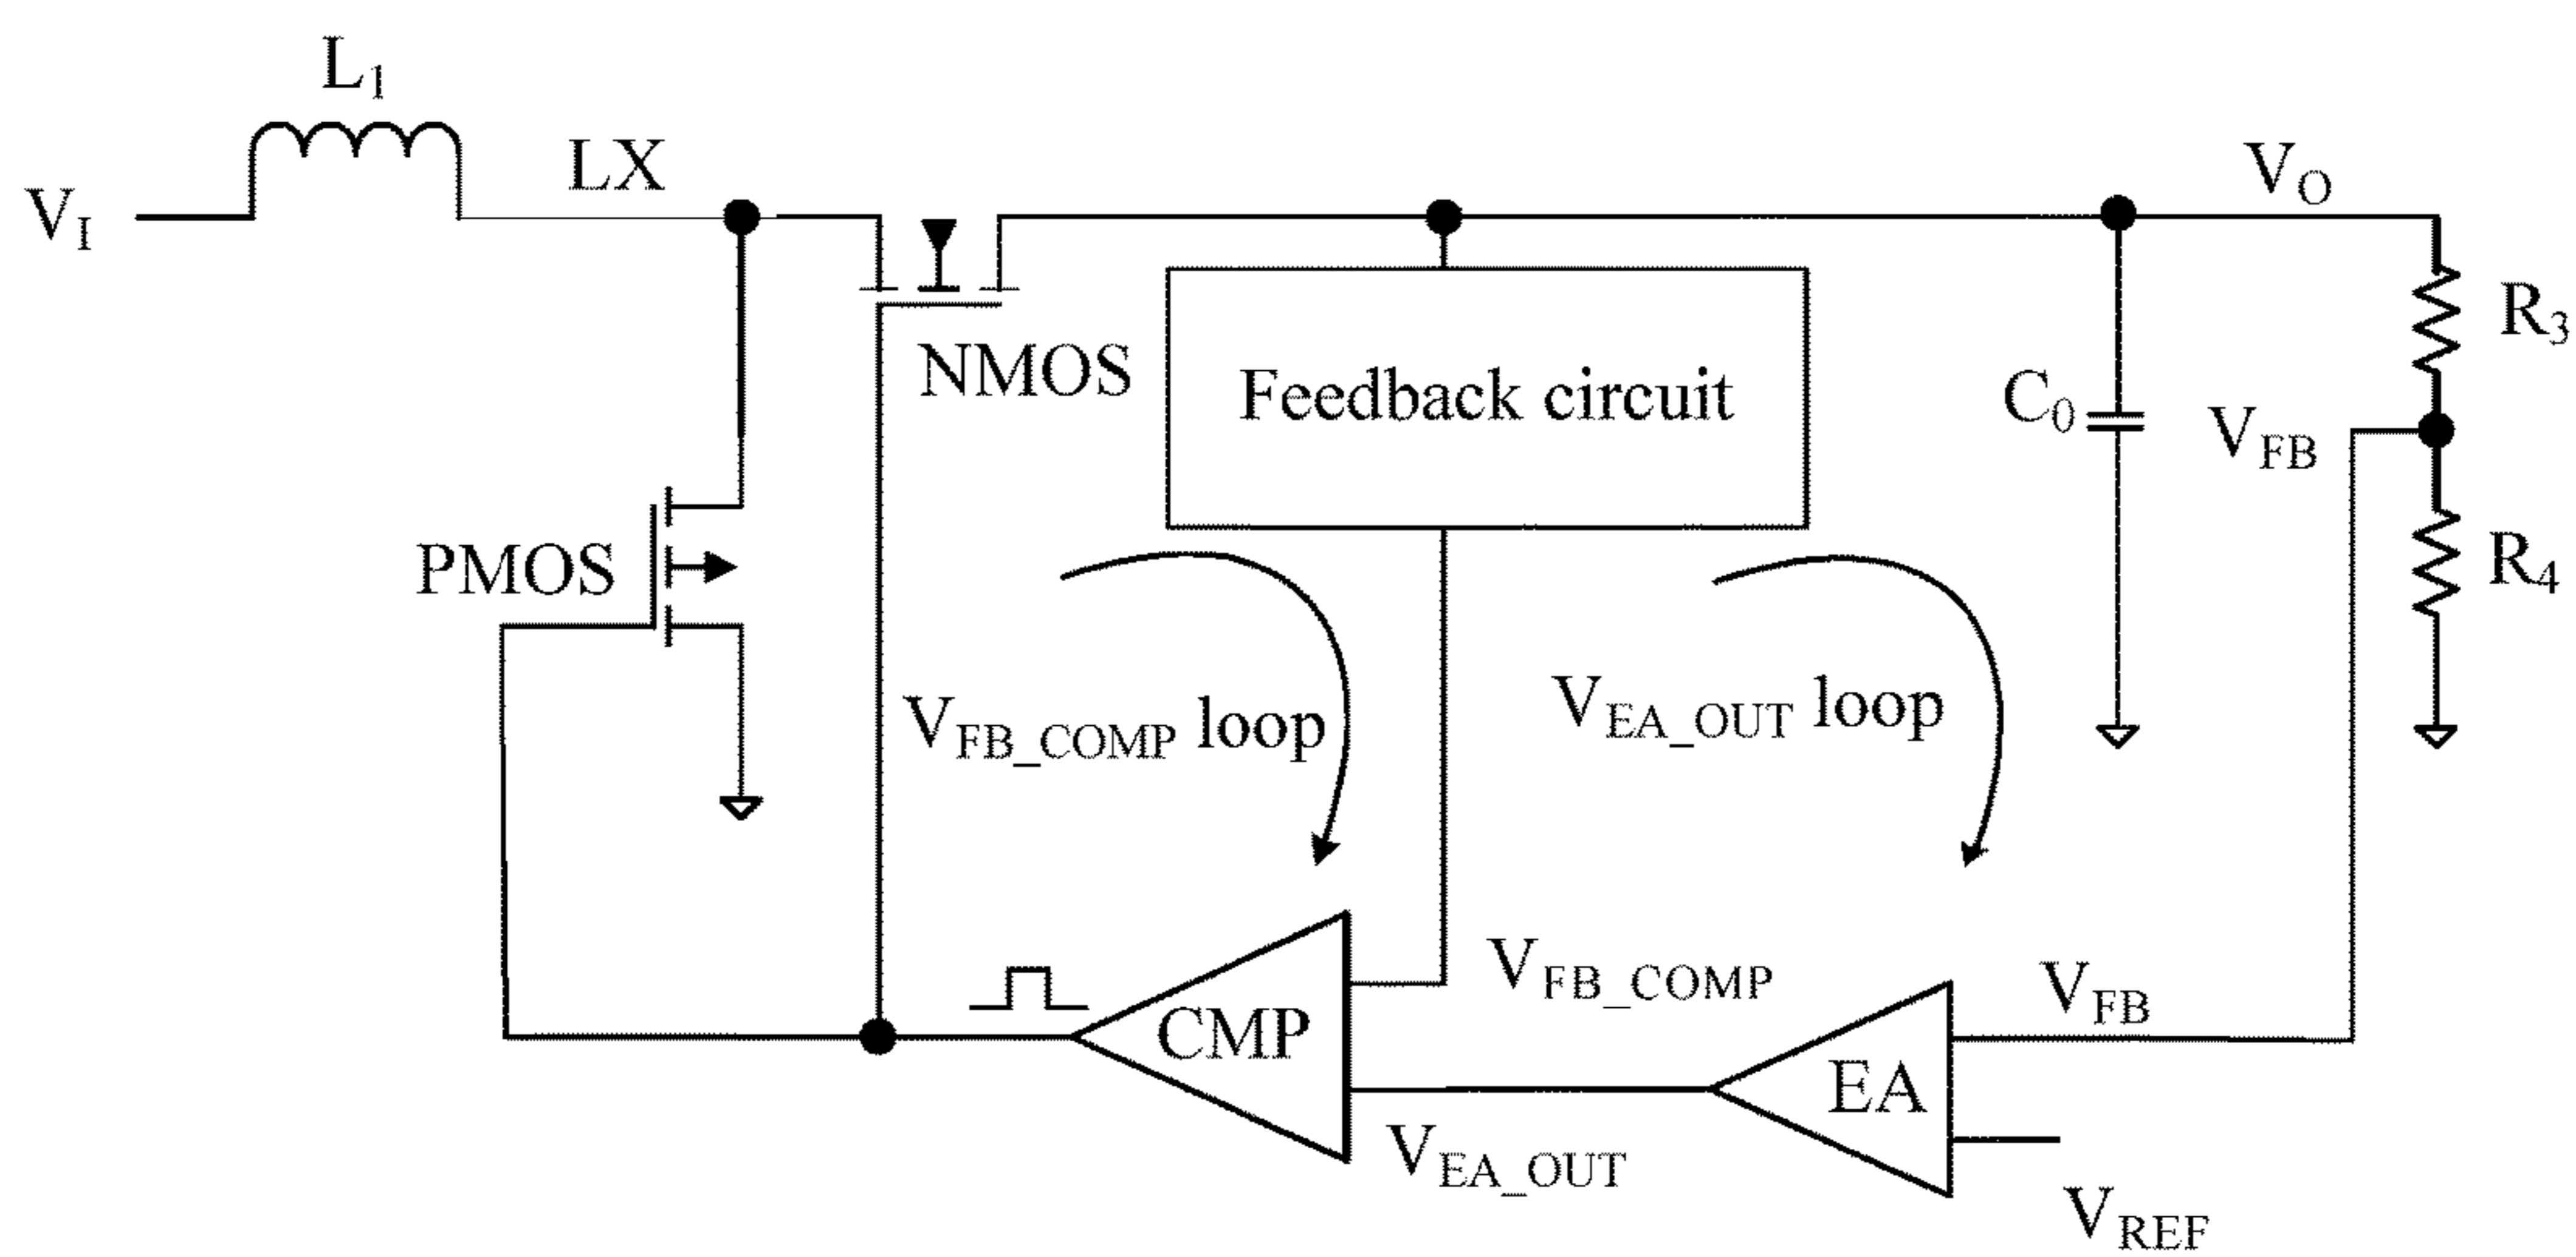 L1
LX
VI
VO
NMOS
R3
Feedback circuit
C0
VFB
PMOS
R4
VFB_COMP loop
VEA_OUT loop
VFB_COMP
VFB
CMP
EA
VEA_OUT
VREF